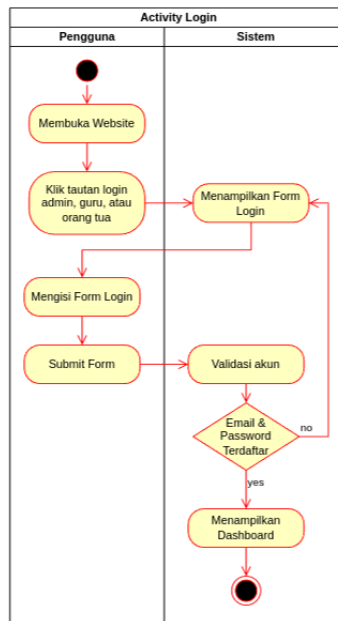 Activity Login
Pengguna
Sistem
Membuka Website
Klik tautan login
admin, guru, atau
orang tua
Menampilkan Form
Login
Mengisi Form Login
Submit Form
Validasi akun
Email &
Password
Terdaftar
no
yes
Menampilkan
Dashboard